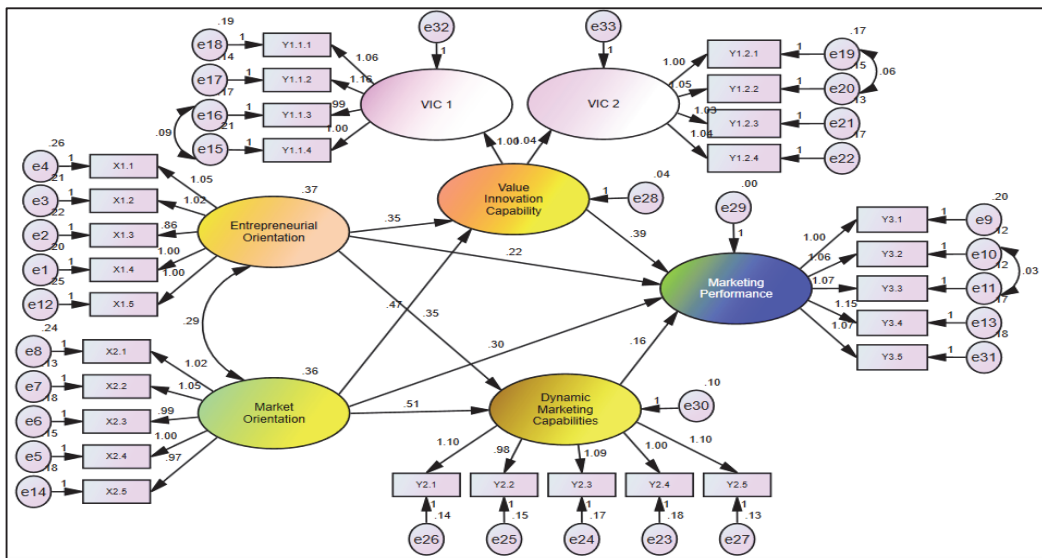 e32
e33
.19
e18
1
Y1.1.1
1.06
1
1
1.00
Y1.2.1
1
e19
.17
.14
e17
1
Y1.1.2
1.16
VIC 1
VIC 2
1.05
Y1.2.2
1
e20
.15
.06
.17
e16
1
Y1.1.3
.99
1.03
Y1.2.3
1
e21
.13
.09
.21
e15
1
Y1.1.4
1.00
1.04
Y1.2.4
1
e22
.17
1.00
1.04
.26
e4
1
X1.1
1.05
.21
e3
1
X1.2
1.02
.22
e2
1
X1.3
.86
.20
e1
1
X1.4
1.00
.25
e12
1
X1.5
1.00
.37
Entrepreneurial
Orientation
Value
Innovation
Capability
1
e28
.04
.00
e29
1
.35
.22
.39
.47
.35
.29
.30
.51
.16
Marketing
Performance
1.00
Y3.1
1
e9
.20
1.06
Y3.2
1
e10
.12
1.07
Y3.3
1
e11
.12
.03
1.15
Y3.4
1
e13
.17
1.07
Y3.5
1
e31
.18
.24
e8
1
X2.1
1.02
.13
e7
1
X2.2
1.05
.18
e6
1
X2.3
.99
.15
e5
1
X2.4
1.00
.18
e14
1
X2.5
.97
.36
Market
Orientation
Dynamic
Marketing
Capabilities
1
e30
.10
1.10
.98
1.09
1.00
1.10
Y2.1
Y2.2
Y2.3
Y2.4
Y2.5
1
1
1
1
1
.14
.15
.17
.18
.13
e26
e25
e24
e23
e27